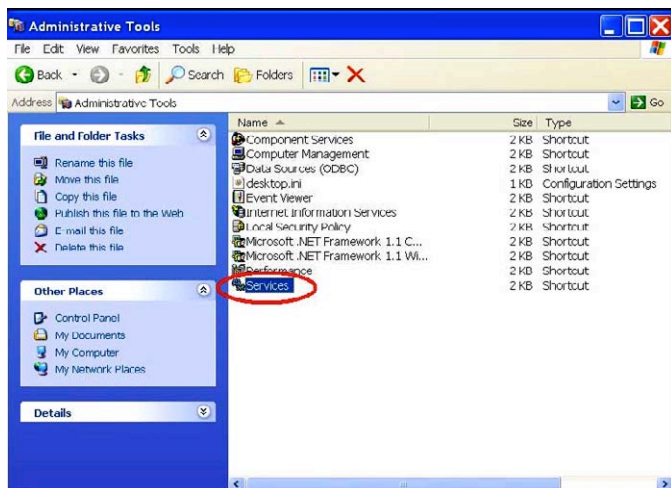 Administrative Tools
File Edit View Favorites Tools Help
Back Search Folders
Address Administrative Tools Go
File and Folder Tasks
Rename this file
Move this file
Copy this file
Publish this file to the Web
E-mail this file
Delete this file
Other Places
Control Panel
My Documents
My Computer
My Network Places
Details
Name Size Type
Component Services 2 KB Shortcut
Computer Management 2 KB Shortcut
Data Sources (ODBC) 2 KB Shortcut
desktop.ini 1 KB Configuration Settings
Event Viewer 2 KB Shortcut
Internet Information Services 2 KB Shortcut
Local Security Policy 2 KB Shortcut
Microsoft .NET Framework 1.1 C... 2 KB Shortcut
Microsoft .NET Framework 1.1 Wi... 2 KB Shortcut
Performance 2 KB Shortcut
Services 2 KB Shortcut